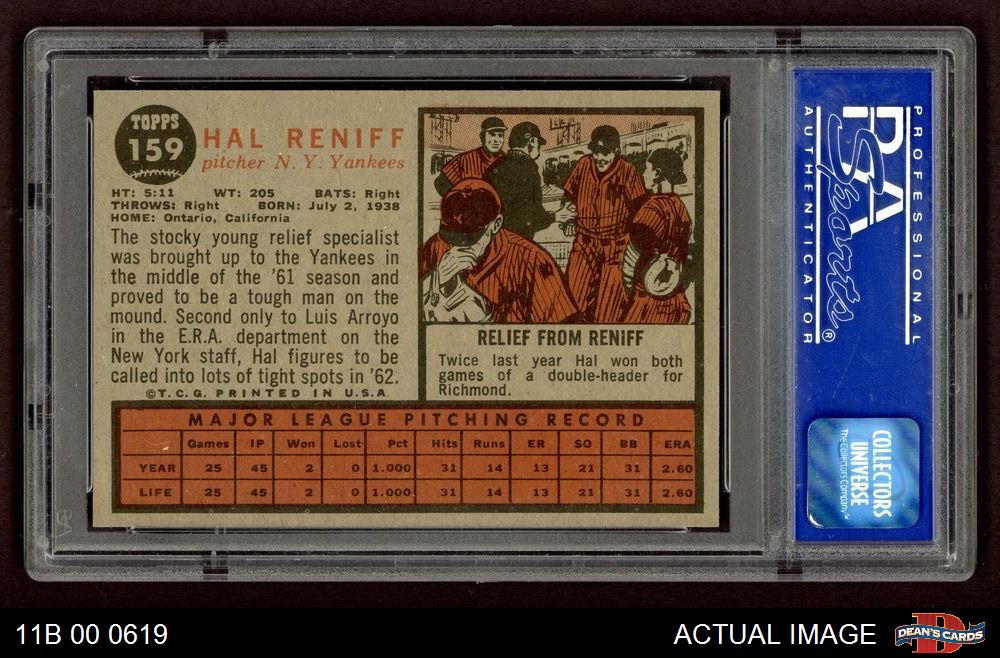 TOPPS
159
HAL RENIFF
pitcher N. Y. Yankees
HT: 5:11 WT: 205 BATS: Right
THROWS: Right BORN: July 2, 1938
HOME: Ontario, California
The stocky young relief specialist
was brought up to the Yankees in
the middle of the '61 season and
proved to be a tough man on the
mound. Second only to Luis Arroyo
in the E.R.A. department on the
New York staff, Hal figures to be
called into lots of tight spots in '62.
©T.C.G. PRINTED IN U.S.A.
RELIEF FROM RENIFF
Twice last year Hal won both
games of a double-header for
Richmond.
MAJOR LEAGUE PITCHING RECORD
Games IP Won Lost Pct Hits Runs ER SO BB ERA
YEAR 25 45 2 0 1.000 31 14 13 21 31 2.60
LIFE 25 45 2 0 1.000 31 14 13 21 31 2.60
PROFESSIONAL
PSA
Sports
AUTHENTICATOR
®
COLLECTORS
UNIVERSE
The Collectors Company™
11B 00 0619
ACTUAL IMAGE
DEAN'S CARDS